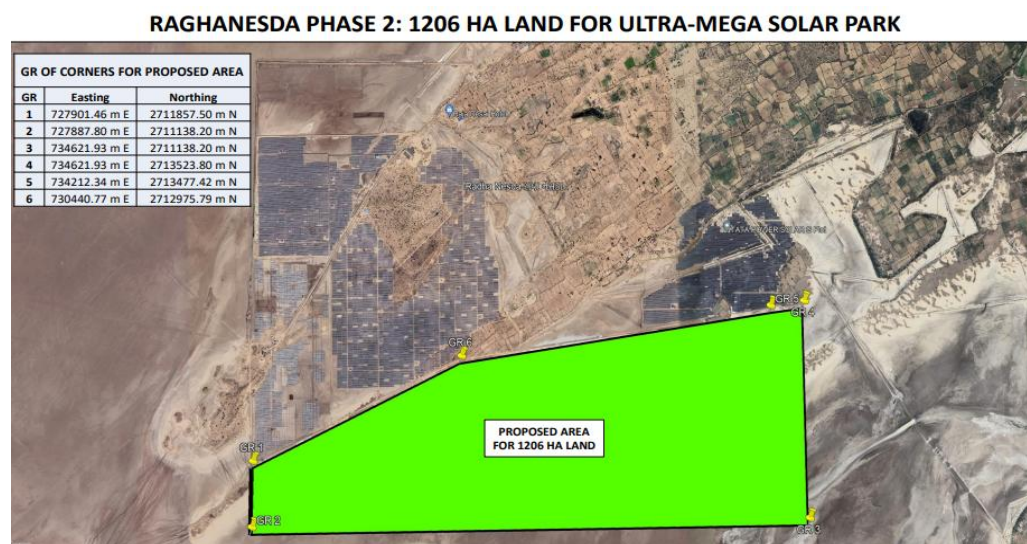 RAGHANESDA PHASE 2: 1206 HA LAND FOR ULTRA-MEGA SOLAR PARK
GR OF CORNERS FOR PROPOSED AREA
GR Easting Northing
1 727901.46 m E 2711857.50 m N
2 727887.80 m E 2711138.20 m N
3 734621.93 m E 2711138.20 m N
4 734621.93 m E 2713523.80 m N
5 734212.34 m E 2713477.42 m N
6 730440.77 m E 2712975.79 m N
GR 5
GR 4
GR 6
PROPOSED AREA
FOR 1206 HA LAND
GR 1
GR 2
GR 3